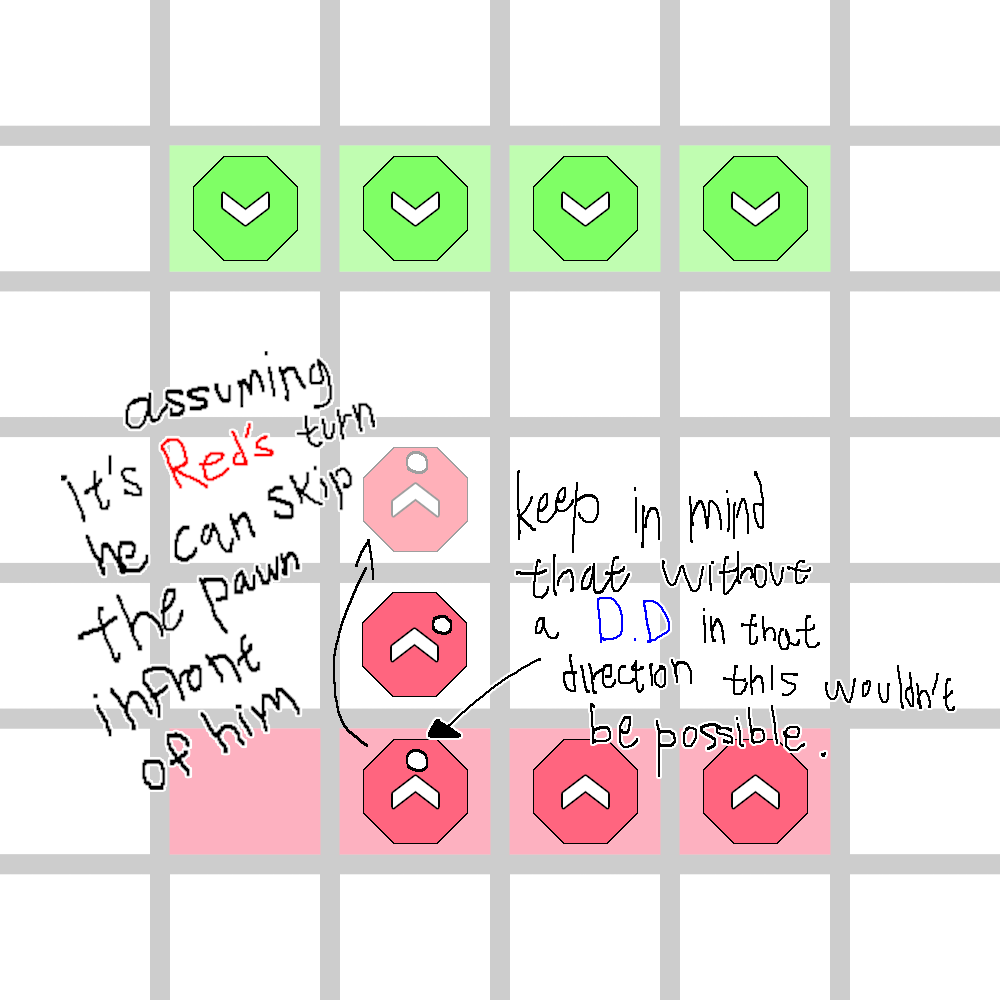 assuming
it's Red's turn
he can skip
the pawn
infront
of him
keep in mind
that without
a D.D in that
direction this wouldn't
be possible.